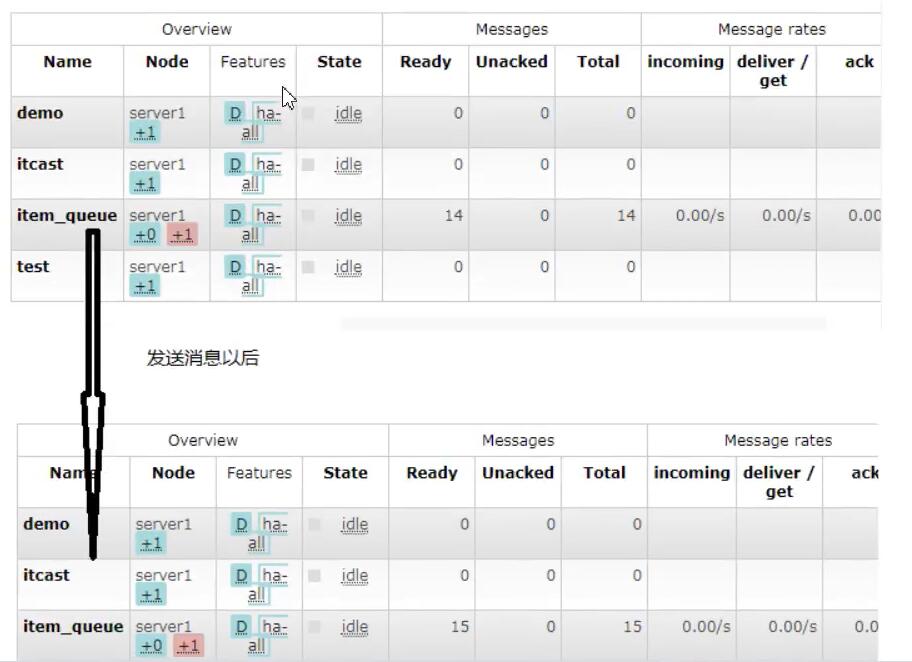 Overview Messages Message rates
Name Node Features State Ready Unacked Total incoming deliver / get ack
demo server1 +1 D ha-all idle 0 0 0
itcast server1 +1 D ha-all idle 0 0 0
item_queue server1 +0 +1 D ha-all idle 14 0 14 0.00/s 0.00/s 0.00
test server1 +1 D ha-all idle 0 0 0
发送消息以后
Overview Messages Message rates
Name Node Features State Ready Unacked Total incoming deliver / get ack
demo server1 +1 D ha-all idle 0 0 0
itcast server1 +1 D ha-all idle 0 0 0
item_queue server1 +0 +1 D ha-all idle 15 0 15 0.00/s 0.00/s 0.0